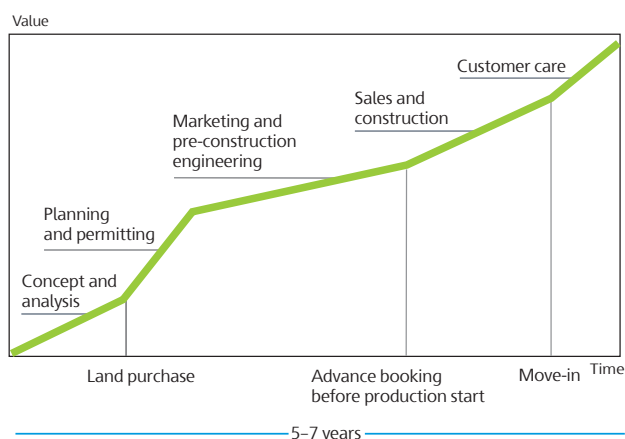 Value
Customer care
Sales and
construction
Marketing and
pre-construction
engineering
Planning
and permitting
Concept and
analysis
Land purchase
Advance booking
before production start
Move-in
Time
5–7 years